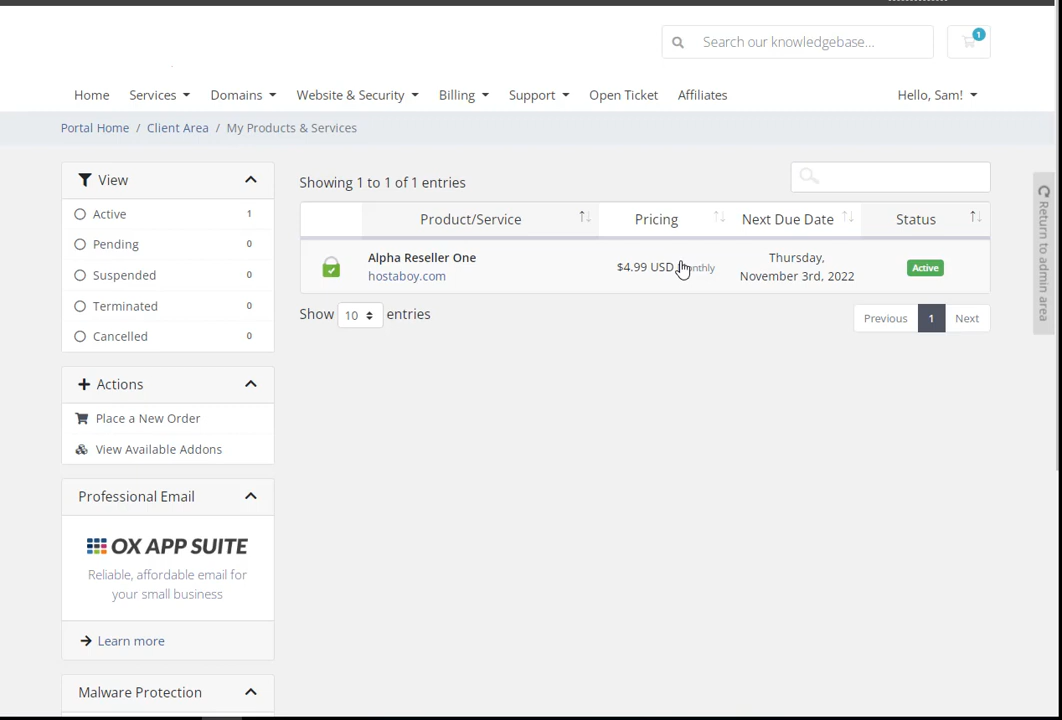 Search our knowledgebase... 1
Home Services Domains Website & Security Billing Support Open Ticket Affiliates Hello, Sam!
Portal Home / Client Area / My Products & Services
View
Active 1
Pending 0
Suspended 0
Terminated 0
Cancelled 0
Actions
Place a New Order
View Available Addons
Professional Email
OX APP SUITE
Reliable, affordable email for
your small business
Learn more
Malware Protection
Showing 1 to 1 of 1 entries
Product/Service Pricing Next Due Date Status
Alpha Reseller One
hostaboy.com
$4.99 USD
Thursday,
November 3rd, 2022
Active
Show 10 entries
Previous 1 Next
Return to admin area